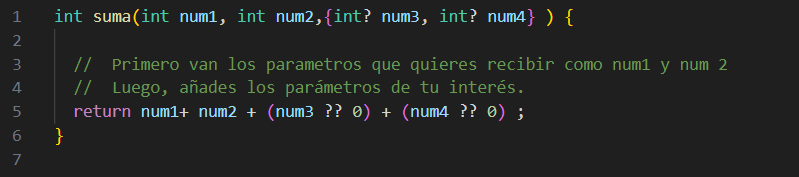 1 int suma(int num1, int num2,{int? num3, int? num4} ) {
2
3 // Primero van los parametros que quieres recibir como num1 y num 2
4 // Luego, añades los parámetros de tu interés.
5 return num1+ num2 + (num3 ?? 0) + (num4 ?? 0) ;
6 }
7